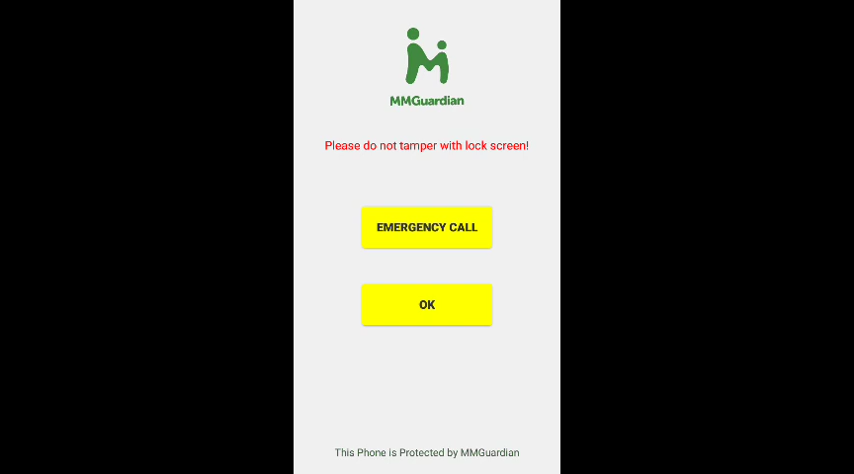 MMGuardian
Please do not tamper with lock screen!
EMERGENCY CALL
OK
This Phone is Protected by MMGuardian